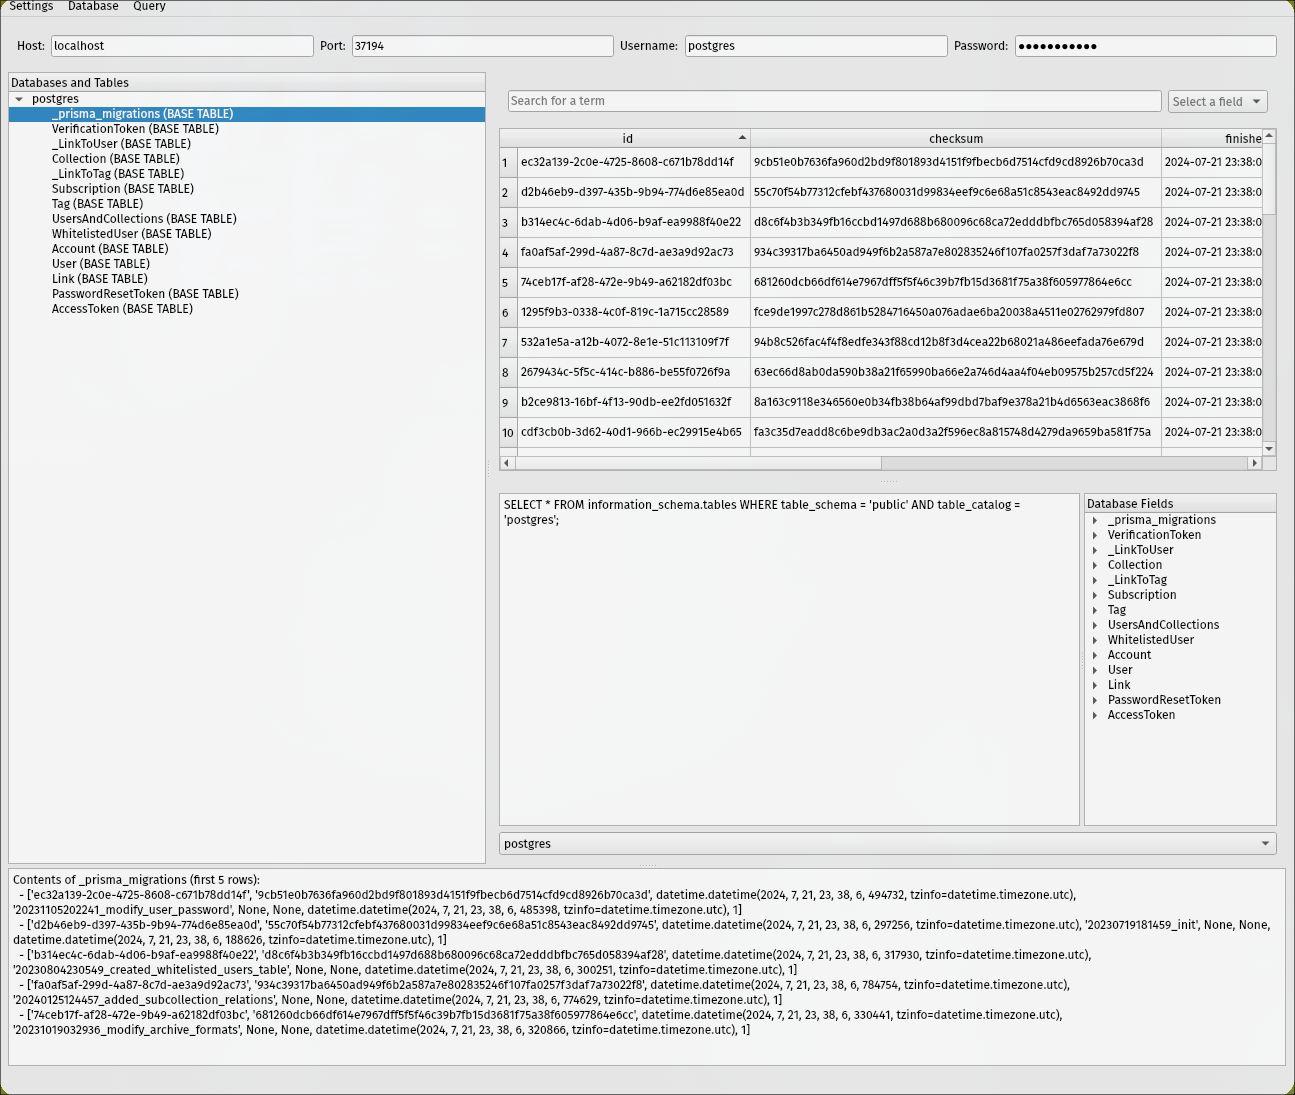 Settings Database Query
Host: localhost Port: 37194 Username: postgres Password: ●●●●●●●●●●●
Databases and Tables
postgres
_prisma_migrations (BASE TABLE)
VerificationToken (BASE TABLE)
_LinkToUser (BASE TABLE)
Collection (BASE TABLE)
_LinkToTag (BASE TABLE)
Subscription (BASE TABLE)
Tag (BASE TABLE)
UsersAndCollections (BASE TABLE)
WhitelistedUser (BASE TABLE)
Account (BASE TABLE)
User (BASE TABLE)
Link (BASE TABLE)
PasswordResetToken (BASE TABLE)
AccessToken (BASE TABLE)
Search for a term Select a field
id checksum finishe
1 ec32a139-2c0e-4725-8608-c671b78dd14f 9cb51e0b7636fa960d2bd9f801893d4151f9fbecb6d7514cfd9cd8926b70ca3d 2024-07-21 23:38:0
2 d2b46eb9-d397-435b-9b94-774d6e85ea0d 55c70f54b77312cfebf437680031d99834eef9c6e68a51c8543eac8492dd9745 2024-07-21 23:38:0
3 b314ec4c-6dab-4d06-b9af-ea9988f40e22 d8c6f4b3b349fb16ccbd1497d688b680096c68ca72edddbfbc765d058394af28 2024-07-21 23:38:0
4 fa0af5af-299d-4a87-8c7d-ae3a9d92ac73 934c39317ba6450ad949f6b2a587a7e802835246f107fa0257f3daf7a73022f8 2024-07-21 23:38:0
5 74ceb17f-af28-472e-9b49-a62182df03bc 681260dcb66df614e7967dff5f5f46c39b7fb15d3681f75a38f605977864e6cc 2024-07-21 23:38:0
6 1295f9b3-0338-4c0f-819c-1a715cc28589 fce9de1997c278d861b5284716450a076adae6ba20038a4511e02762979fd807 2024-07-21 23:38:0
7 532a1e5a-a12b-4072-8e1e-51c113109f7f 94b8c526fac4f4f8edfe343f88cd12b8f3d4cea22b68021a486eefada76e679d 2024-07-21 23:38:0
8 2679434c-5f5c-414c-b886-be55f0726f9a 63ec66d8ab0da590b38a21f65990ba66e2a746d4aa4f04eb09575b257cd5f224 2024-07-21 23:38:0
9 b2ce9813-16bf-4f13-90db-ee2fd051632f 8a163c9118e346560e0b34fb38b64af99dbd7baf9e378a21b4d6563eac3868f6 2024-07-21 23:38:0
10 cdf3cb0b-3d62-40d1-966b-ec29915e4b65 fa3c35d7eadd8c6be9db3ac2a0d3a2f596ec8a815748d4279da9659ba581f75a 2024-07-21 23:38:0
SELECT * FROM information_schema.tables WHERE table_schema = 'public' AND table_catalog =
'postgres';
Database Fields
_prisma_migrations
VerificationToken
_LinkToUser
Collection
_LinkToTag
Subscription
Tag
UsersAndCollections
WhitelistedUser
Account
User
Link
PasswordResetToken
AccessToken
postgres
Contents of _prisma_migrations (first 5 rows):
- ['ec32a139-2c0e-4725-8608-c671b78dd14f', '9cb51e0b7636fa960d2bd9f801893d4151f9fbecb6d7514cfd9cd8926b70ca3d', datetime.datetime(2024, 7, 21, 23, 38, 6, 494732, tzinfo=datetime.timezone.utc),
'20231105202241_modify_user_password', None, None, datetime.datetime(2024, 7, 21, 23, 38, 6, 485398, tzinfo=datetime.timezone.utc), 1]
- ['d2b46eb9-d397-435b-9b94-774d6e85ea0d', '55c70f54b77312cfebf437680031d99834eef9c6e68a51c8543eac8492dd9745', datetime.datetime(2024, 7, 21, 23, 38, 6, 297256, tzinfo=datetime.timezone.utc), '20230719181459_init', None, None,
datetime.datetime(2024, 7, 21, 23, 38, 6, 188626, tzinfo=datetime.timezone.utc), 1]
- ['b314ec4c-6dab-4d06-b9af-ea9988f40e22', 'd8c6f4b3b349fb16ccbd1497d688b680096c68ca72edddbfbc765d058394af28', datetime.datetime(2024, 7, 21, 23, 38, 6, 317930, tzinfo=datetime.timezone.utc),
'20230804230549_created_whitelisted_users_table', None, None, datetime.datetime(2024, 7, 21, 23, 38, 6, 300251, tzinfo=datetime.timezone.utc), 1]
- ['fa0af5af-299d-4a87-8c7d-ae3a9d92ac73', '934c39317ba6450ad949f6b2a587a7e802835246f107fa0257f3daf7a73022f8', datetime.datetime(2024, 7, 21, 23, 38, 6, 784754, tzinfo=datetime.timezone.utc),
'20240125124457_added_subcollection_relations', None, None, datetime.datetime(2024, 7, 21, 23, 38, 6, 774629, tzinfo=datetime.timezone.utc), 1]
- ['74ceb17f-af28-472e-9b49-a62182df03bc', '681260dcb66df614e7967dff5f5f46c39b7fb15d3681f75a38f605977864e6cc', datetime.datetime(2024, 7, 21, 23, 38, 6, 330441, tzinfo=datetime.timezone.utc),
'20231019032936_modify_archive_formats', None, None, datetime.datetime(2024, 7, 21, 23, 38, 6, 320866, tzinfo=datetime.timezone.utc), 1]